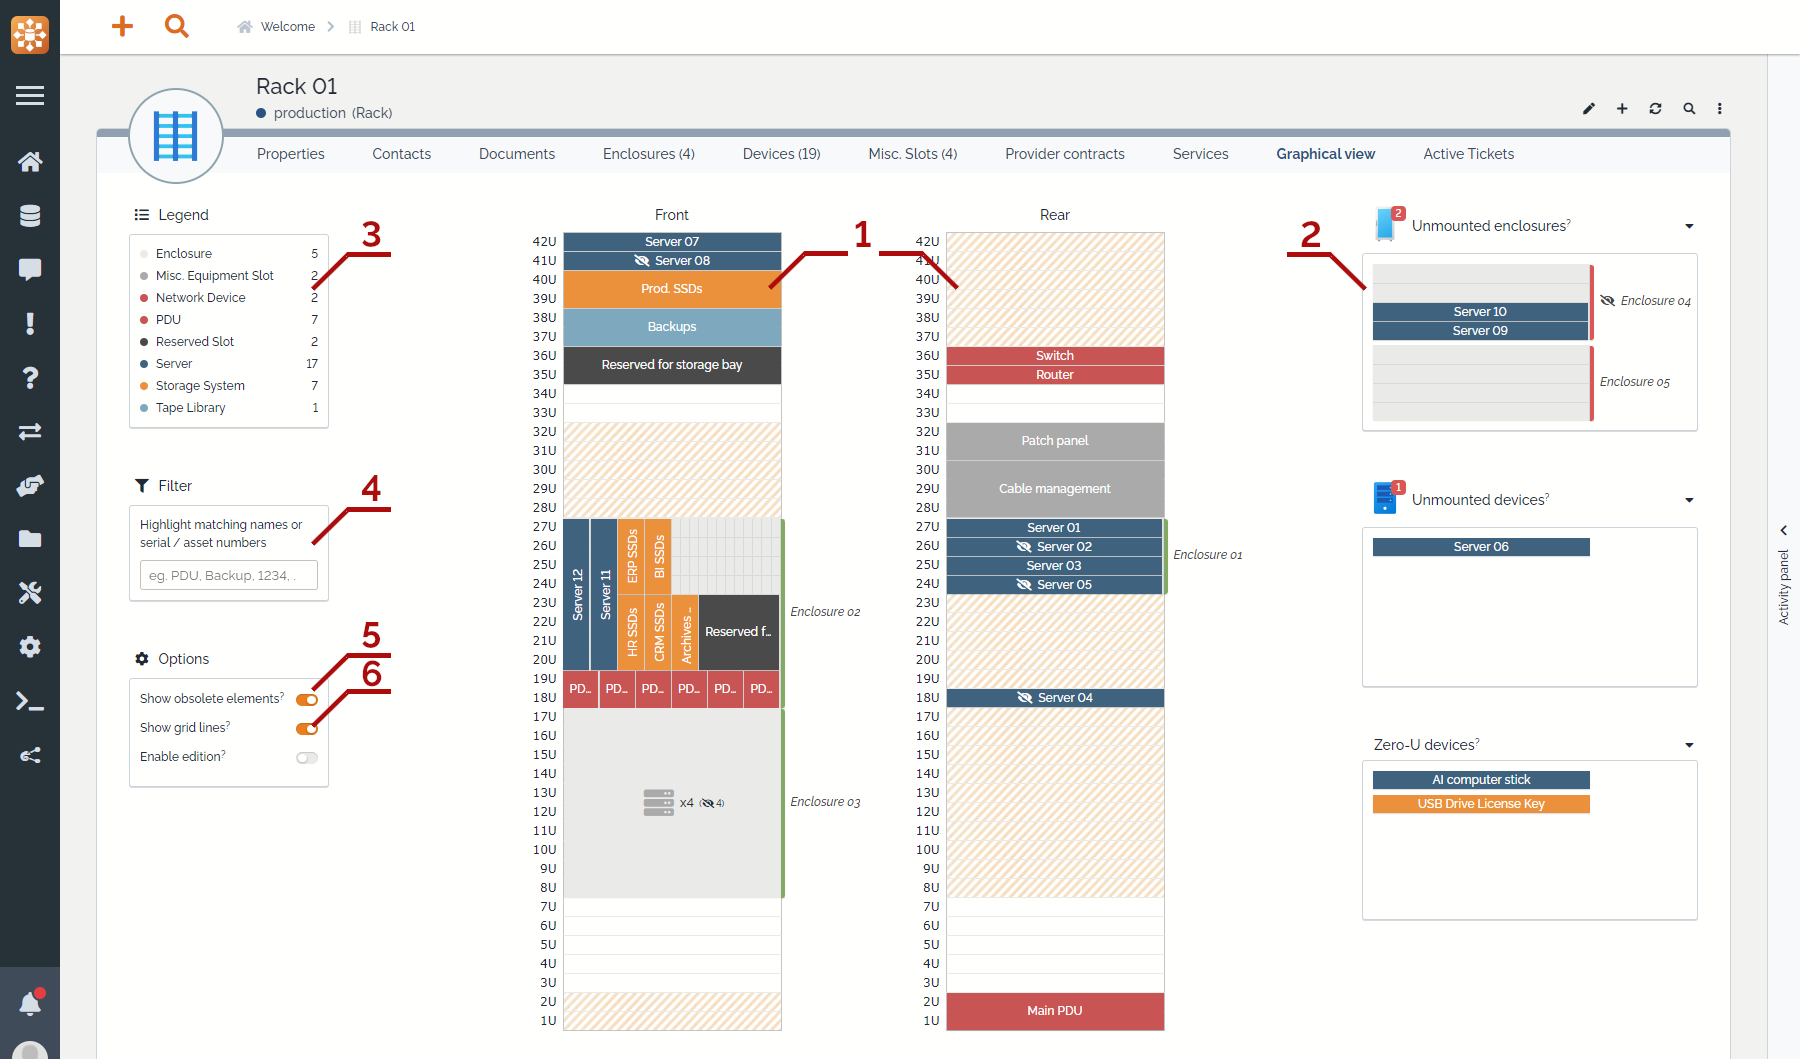 Welcome
Rack 01
Rack 01
production (Rack)
Properties
Contacts
Documents
Enclosures (4)
Devices (19)
Misc. Slots (4)
Provider contracts
Services
Graphical view
Active Tickets
Legend
Enclosure 5
Misc. Equipment Slot 2
Network Device 2
PDU 7
Reserved Slot 2
Server 17
Storage System 7
Tape Library 1
3
Filter
Highlight matching names or
serial / asset numbers
eg. PDU, Backup, 1234, .
4
Options
Show obsolete elements?
Show grid lines?
Enable edition?
5
6
Front
42U Server 07
41U Server 08
40U
Prod. SSDs
39U
38U
Backups
37U
36U
Reserved for storage bay
35U
34U
33U
32U
31U
30U
29U
28U
27U
26U
25U
24U
23U
22U
21U
20U
19U
18U
17U
16U
15U
14U
13U
12U
11U
10U
9U
8U
7U
6U
5U
4U
3U
2U
1U
Server 12
Server 11
ERP SSDs
BI SSDs
HR SSDs
CRM SSDs
Archives ...
Reserved f...
PD... PD... PD... PD... PD... PD...
Enclosure 02
x4 (4)
Enclosure 03
1
Rear
42U
41U
40U
39U
38U
37U
36U Switch
35U Router
34U
33U
32U
Patch panel
31U
30U
29U Cable management
28U
27U Server 01
26U Server 02
25U Server 03
24U Server 05
Enclosure 01
23U
22U
21U
20U
19U
18U Server 04
17U
16U
15U
14U
13U
12U
11U
10U
9U
8U
7U
6U
5U
4U
3U
2U
Main PDU
1U
2
2
Unmounted enclosures?
Server 10
Server 09
Enclosure 04
Enclosure 05
1
Unmounted devices?
Server 06
Zero-U devices?
AI computer stick
USB Drive License Key
Activity panel